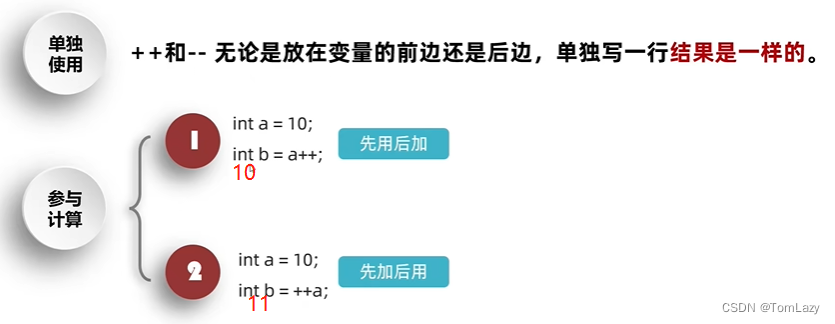 单独
使用
++和-- 无论是放在变量的前边还是后边，单独写一行结果是一样的。
参与
计算
1
int a = 10;
int b = a++;
10
先用后加
2
int a = 10;
int b = ++a;
11
先加后用
CSDN @TomLazy